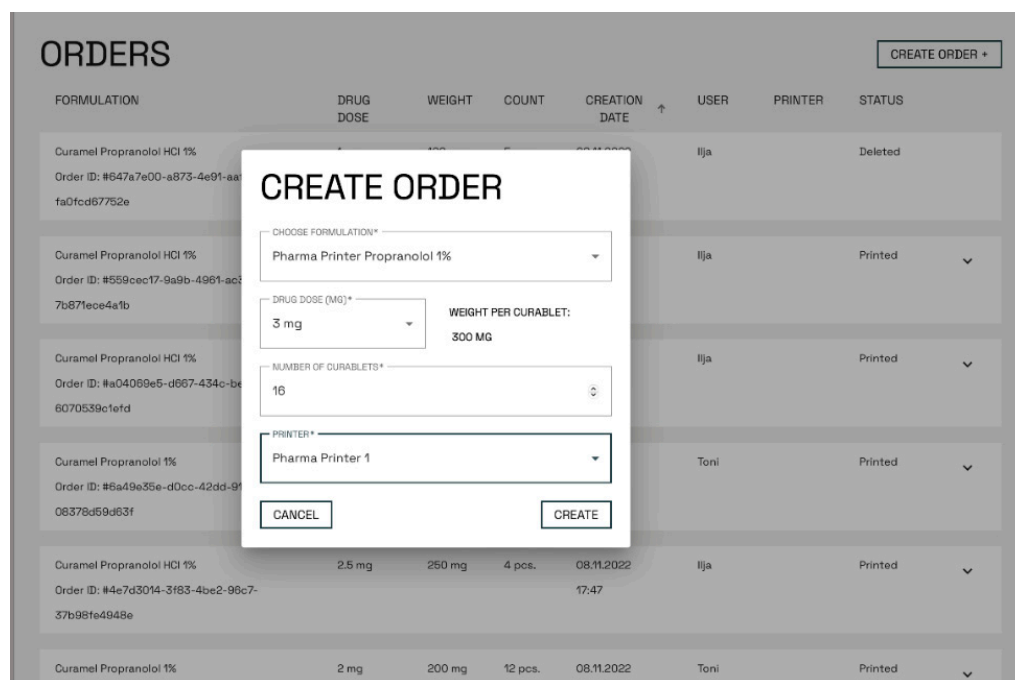 ORDERS
CREATE ORDER +
FORMULATION DRUG DOSE WEIGHT COUNT CREATION DATE ↑ USER PRINTER STATUS
Curamel Propranolol HCl 1% Ilja Deleted
Order ID: #647a7e00-a873-4e91-
fa0fcd67752e
CREATE ORDER
CHOOSE FORMULATION*
Pharma Printer Propranolol 1%
DRUG DOSE (MG)*
3 mg
WEIGHT PER CURABLET:
300 MG
NUMBER OF CURABLETS*
16
PRINTER*
Pharma Printer 1
CANCEL CREATE
Curamel Propranolol HCl 1% Ilja Printed
Order ID: #559cec17-9a9b-4961-
7b871ece4a1b
Curamel Propranolol HCl 1% Ilja Printed
Order ID: #a04069e5-d667-434c-
6070539c1efd
Curamel Propranolol 1% Toni Printed
Order ID: #6a49e35e-d0cc-42dd-
08378d59d63f
Curamel Propranolol HCl 1% 2.5 mg 250 mg 4 pcs. 08.11.2022 Ilja Printed
Order ID: #4e7d3014-3f83-4be2-96c7- 17:47
37b98fe4948e
Curamel Propranolol 1% 2 mg 200 mg 12 pcs. 08.11.2022 Toni Printed